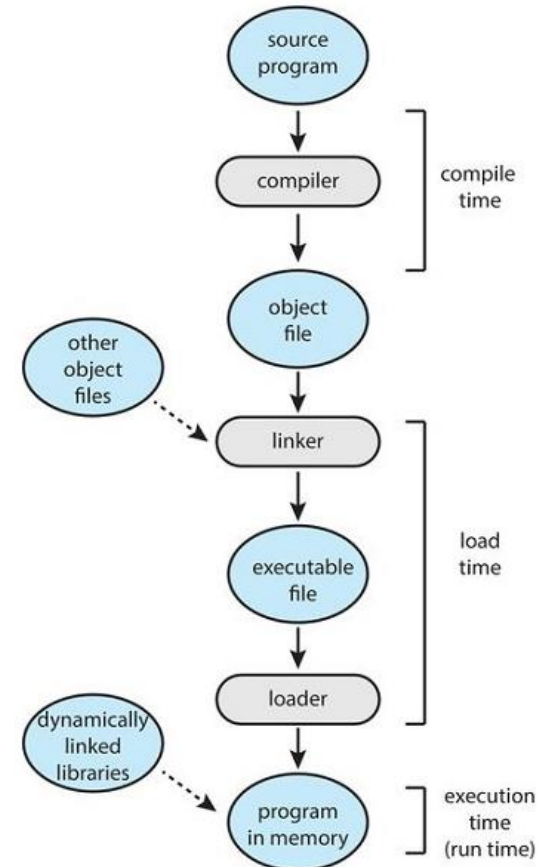 source
program
compiler
compile
time
object
file
other
object
files
linker
load
time
executable
file
loader
dynamically
linked
libraries
program
in memory
execution
time
(run time)